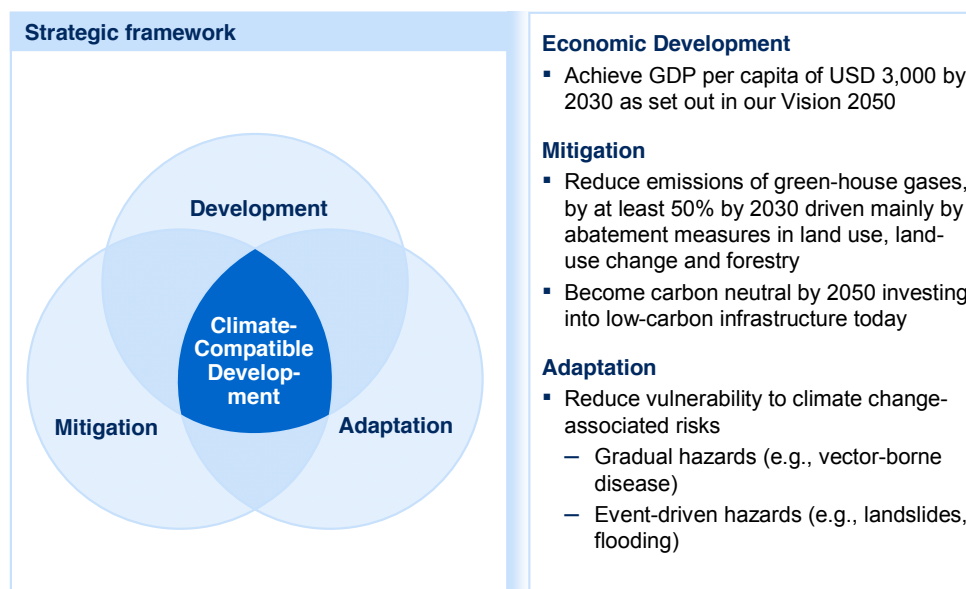 Strategic framework
Development
Climate-
Compatible
Develop-
ment
Mitigation
Adaptation
Economic Development
▪ Achieve GDP per capita of USD 3,000 by
2030 as set out in our Vision 2050
Mitigation
▪ Reduce emissions of green-house gases,
by at least 50% by 2030 driven mainly by
abatement measures in land use, land-
use change and forestry
▪ Become carbon neutral by 2050 investing
into low-carbon infrastructure today
Adaptation
▪ Reduce vulnerability to climate change-
associated risks
– Gradual hazards (e.g., vector-borne
disease)
– Event-driven hazards (e.g., landslides,
flooding)